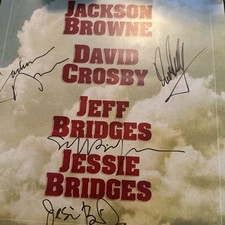 JACKSON
BROWNE
DAVID
CROSBY
JEFF
BRIDGES
JESSIE
BRIDGES